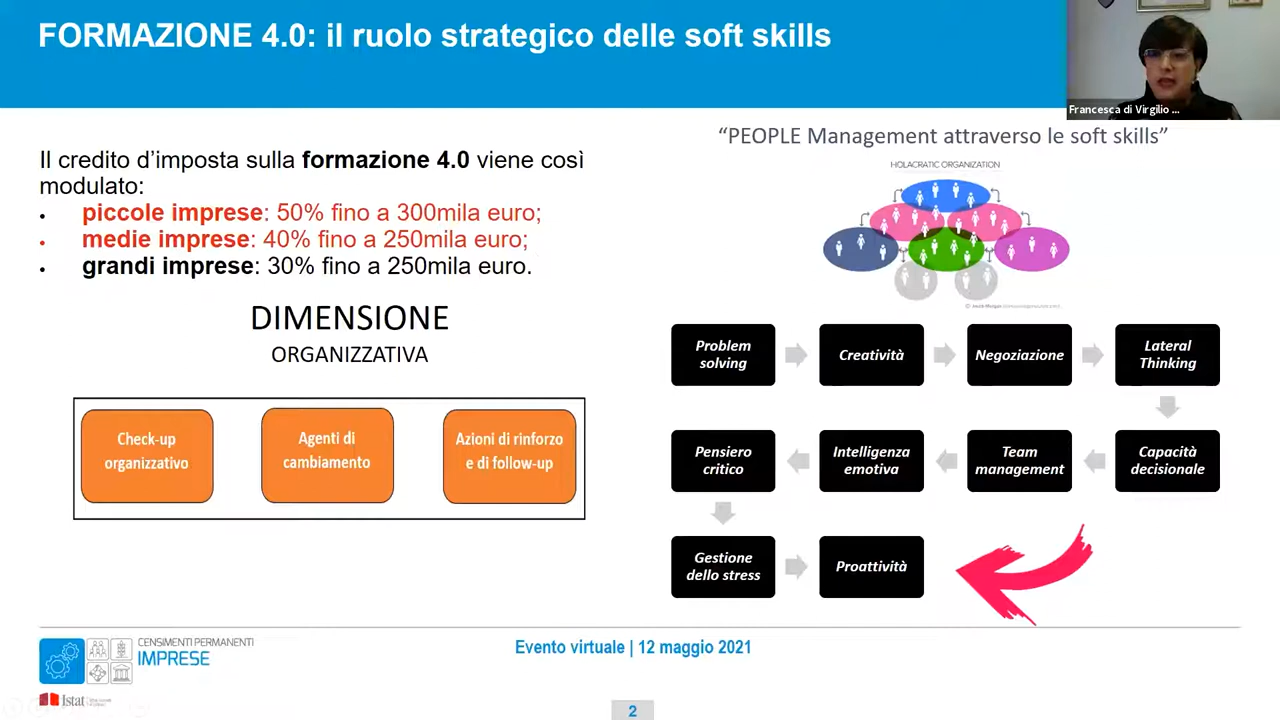 FORMAZIONE 4.0: il ruolo strategico delle soft skills
Francesca di Virgilio ...
Il credito d'imposta sulla formazione 4.0 viene così
modulato:
• piccole imprese: 50% fino a 300mila euro;
• medie imprese: 40% fino a 250mila euro;
• grandi imprese: 30% fino a 250mila euro.
DIMENSIONE
ORGANIZZATIVA
Check-up
organizzativo
Agenti di
cambiamento
Azioni di rinforzo
e di follow-up
“PEOPLE Management attraverso le soft skills”
HOLACRATIC ORGANIZATION
Problem
solving
Creatività
Negoziazione
Lateral
Thinking
Capacità
decisionale
Team
management
Intelligenza
emotiva
Pensiero
critico
Gestione
dello stress
Proattività
CENSIMENTI PERMANENTI
IMPRESE
Istat
Evento virtuale | 12 maggio 2021
2